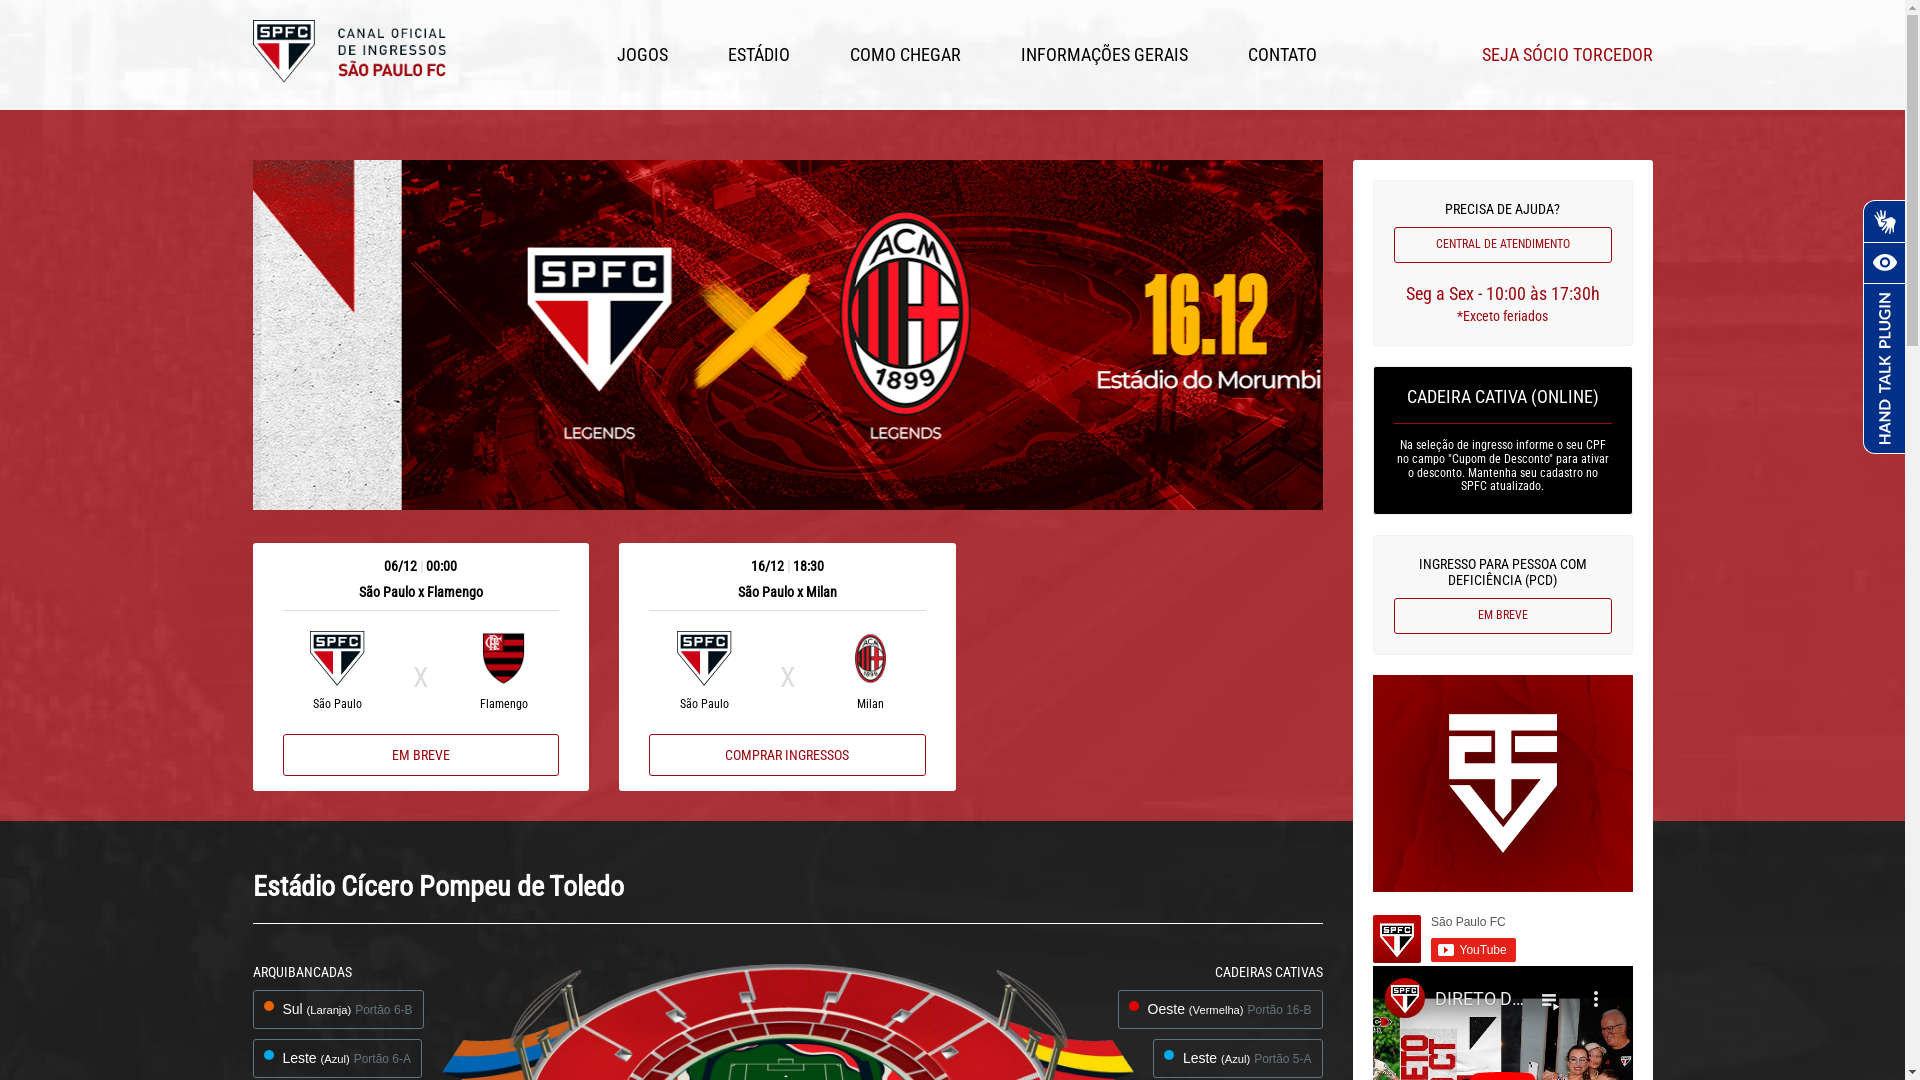 SPFC
CANAL OFICIAL
DE INGRESSOS
SÃO PAULO FC
JOGOS
ESTÁDIO
COMO CHEGAR
INFORMAÇÕES GERAIS
CONTATO
SEJA SÓCIO TORCEDOR
SPFC
LEGENDS
ACM
1899
LEGENDS
16.12
Estádio do Morumbi
PRECISA DE AJUDA?
CENTRAL DE ATENDIMENTO
Seg a Sex - 10:00 às 17:30h
*Exceto feriados
CADEIRA CATIVA (ONLINE)
Na seleção de ingresso informe o seu CPF
no campo "Cupom de Desconto" para ativar
o desconto. Mantenha seu cadastro no
SPFC atualizado.
INGRESSO PARA PESSOA COM
DEFICIÊNCIA (PCD)
EM BREVE
HAND TALK PLUGIN
06/12 | 00:00
São Paulo x Flamengo
SPFC
São Paulo
X
Flamengo
EM BREVE
16/12 | 18:30
São Paulo x Milan
SPFC
São Paulo
X
ACM
Milan
COMPRAR INGRESSOS
Estádio Cícero Pompeu de Toledo
ARQUIBANCADAS
Sul (Laranja) Portão 6-B
Leste (Azul) Portão 6-A
CADEIRAS CATIVAS
Oeste (Vermelha) Portão 16-B
Leste (Azul) Portão 5-A
SPFC
São Paulo FC
YouTube
SPFC
DIRETO D...